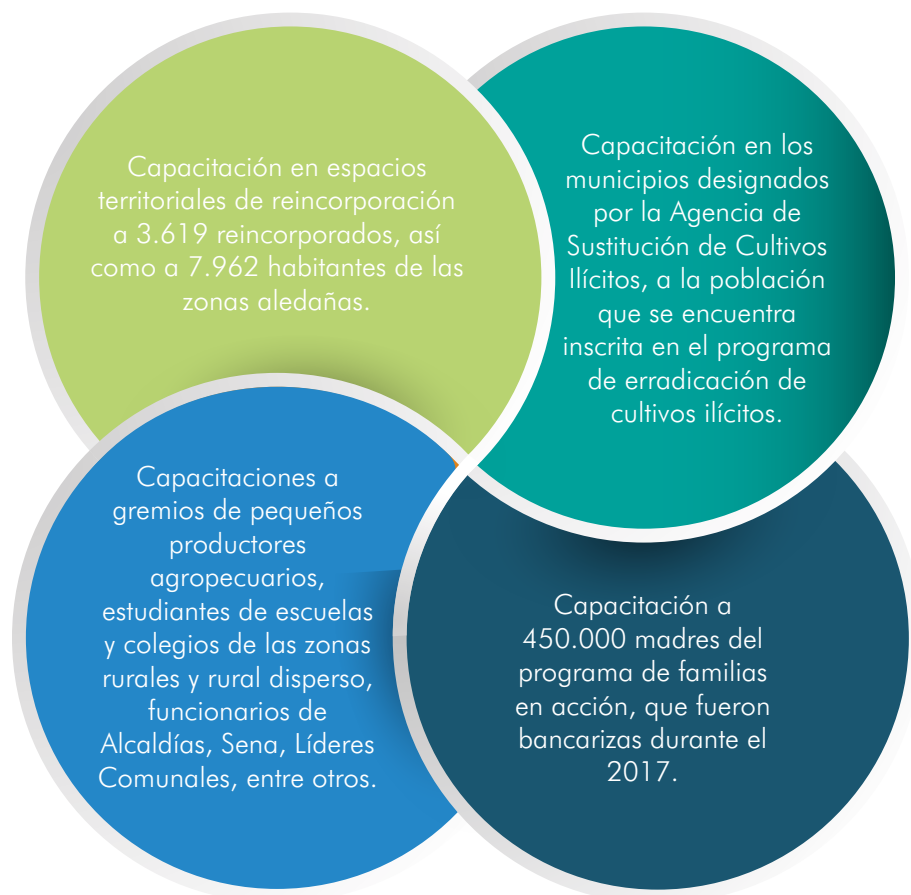 Capacitación en espacios
territoriales de reincorporación
a 3.619 reincorporados, así
como a 7.962 habitantes de las
zonas aledañas.
Capacitación en los
municipios designados
por la Agencia de
Sustitución de Cultivos
Ilícitos, a la población
que se encuentra
inscrita en el programa
de erradicación de
cultivos ilícitos.
Capacitaciones a
gremios de pequeños
productores
agropecuarios,
estudiantes de escuelas
y colegios de las zonas
rurales y rural disperso,
funcionarios de
Alcaldías, Sena, Líderes
Comunales, entre otros.
Capacitación a
450.000 madres del
programa de familias
en acción, que fueron
bancarizas durante el
2017.